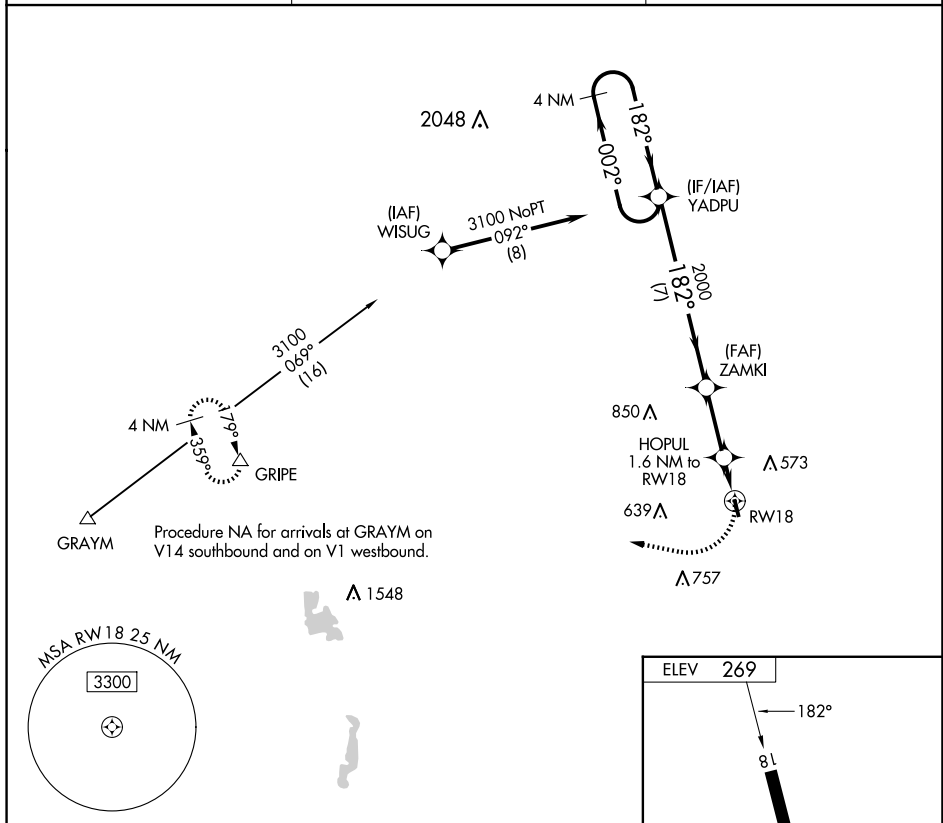 4 NM
2048
182°
002°
(IF/IAF)
YADPU
(IAF)
WISUG
3100 NoPT
092°
(8)
2000
182°
(7)
3100
069°
(16)
(FAF)
ZAMKI
850
4 NM
179°
359°
GRIPE
HOPUL
1.6 NM to
RW18
573
639
RW18
GRAYM
Procedure NA for arrivals at GRAYM on
V14 southbound and on V1 westbound.
757
1548
MSA RW18 25 NM
3300
ELEV 269
182°
18